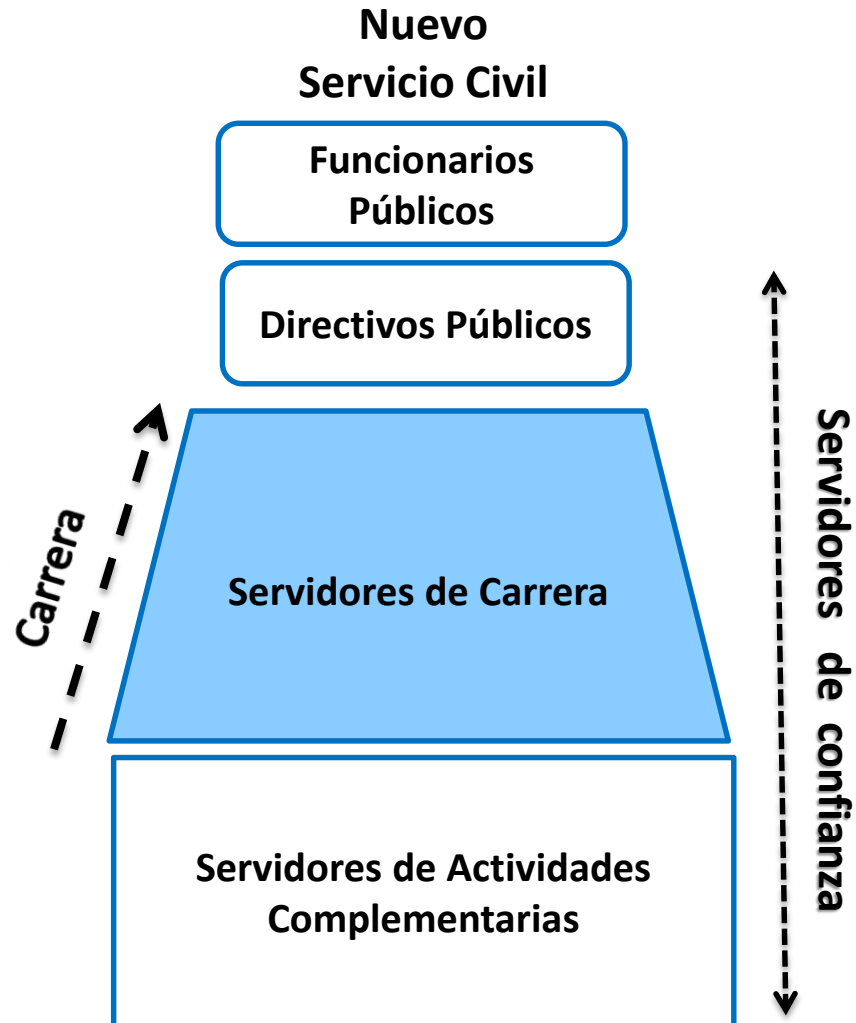 Nuevo
Servicio Civil
Funcionarios
Públicos
Directivos Públicos
Carrera
Servidores de Carrera
Servidores de confianza
Servidores de Actividades
Complementarias